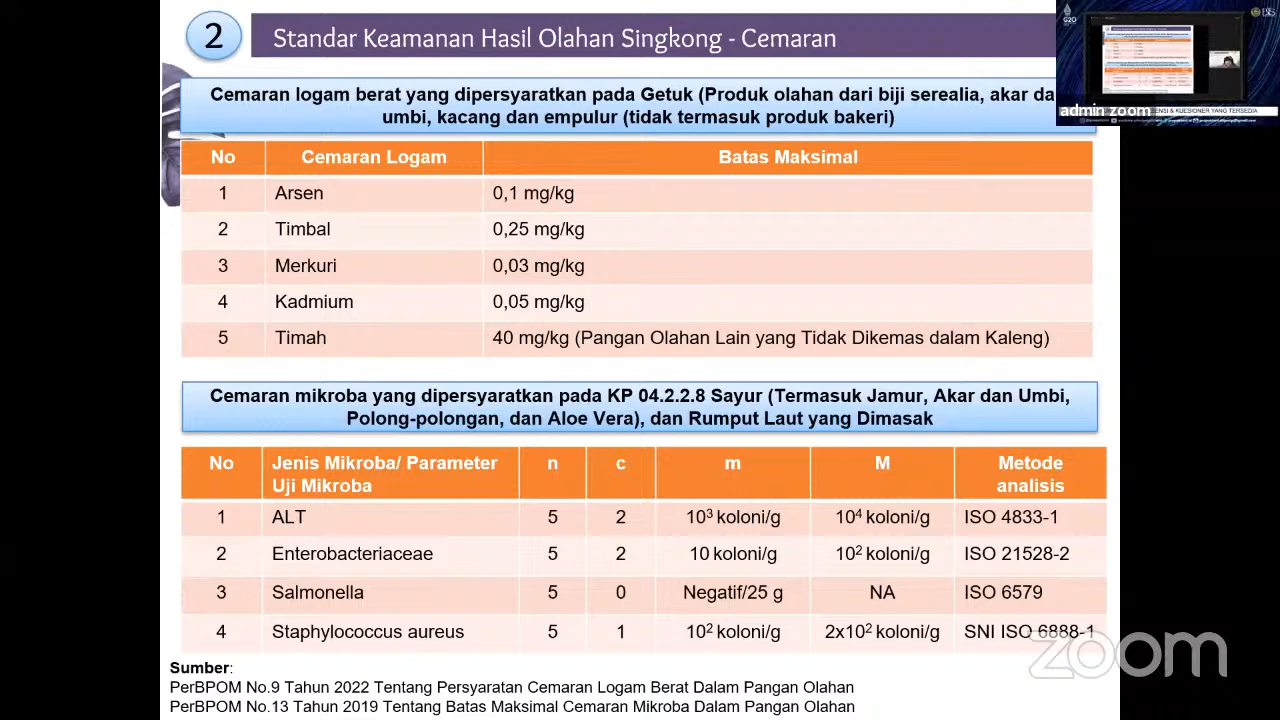 2
Standar Keamanan Hasil Olahan Singkong - Cemaran
Cemaran logam berat yang dipersyaratkan pada Getuk (Produk olahan dari biji serealia, akar da
umbi, kacang dan empulur (tidak termasuk produk bakeri)
No Cemaran Logam Batas Maksimal
1 Arsen 0,1 mg/kg
2 Timbal 0,25 mg/kg
3 Merkuri 0,03 mg/kg
4 Kadmium 0,05 mg/kg
5 Timah 40 mg/kg (Pangan Olahan Lain yang Tidak Dikemas dalam Kaleng)
Cemaran mikroba yang dipersyaratkan pada KP 04.2.2.8 Sayur (Termasuk Jamur, Akar dan Umbi,
Polong-polongan, dan Aloe Vera), dan Rumput Laut yang Dimasak
No Jenis Mikroba/ Parameter Uji Mikroba n c m M Metode analisis
1 ALT 5 2 10³ koloni/g 10⁴ koloni/g ISO 4833-1
2 Enterobacteriaceae 5 2 10 koloni/g 10² koloni/g ISO 21528-2
3 Salmonella 5 0 Negatif/25 g NA ISO 6579
4 Staphylococcus aureus 5 1 10² koloni/g 2x10² koloni/g SNI ISO 6888-1
Sumber:
PerBPOM No.9 Tahun 2022 Tentang Persyaratan Cemaran Logam Berat Dalam Pangan Olahan
PerBPOM No.13 Tahun 2019 Tentang Batas Maksimal Cemaran Mikroba Dalam Pangan Olahan
G20
admin zoom
ENSI & KUESIONER YANG TERSEDIA
zoom